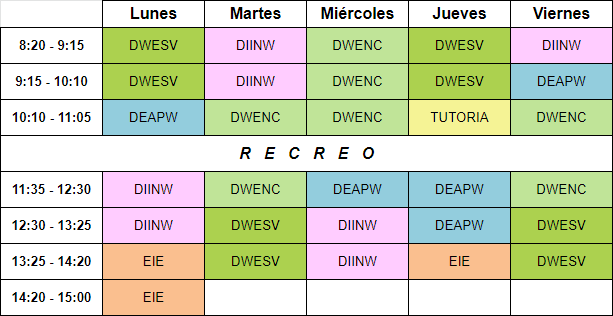 Lunes Martes Miércoles Jueves Viernes
8:20 - 9:15 DWESV DIINW DWENC DWESV DIINW
9:15 - 10:10 DWESV DIINW DWENC DWESV DEAPW
10:10 - 11:05 DEAPW DWENC DWENC TUTORIA DWENC
R E C R E O
11:35 - 12:30 DIINW DWENC DEAPW DEAPW DWENC
12:30 - 13:25 DIINW DWESV DIINW DEAPW DWESV
13:25 - 14:20 EIE DWESV DIINW EIE DWESV
14:20 - 15:00 EIE